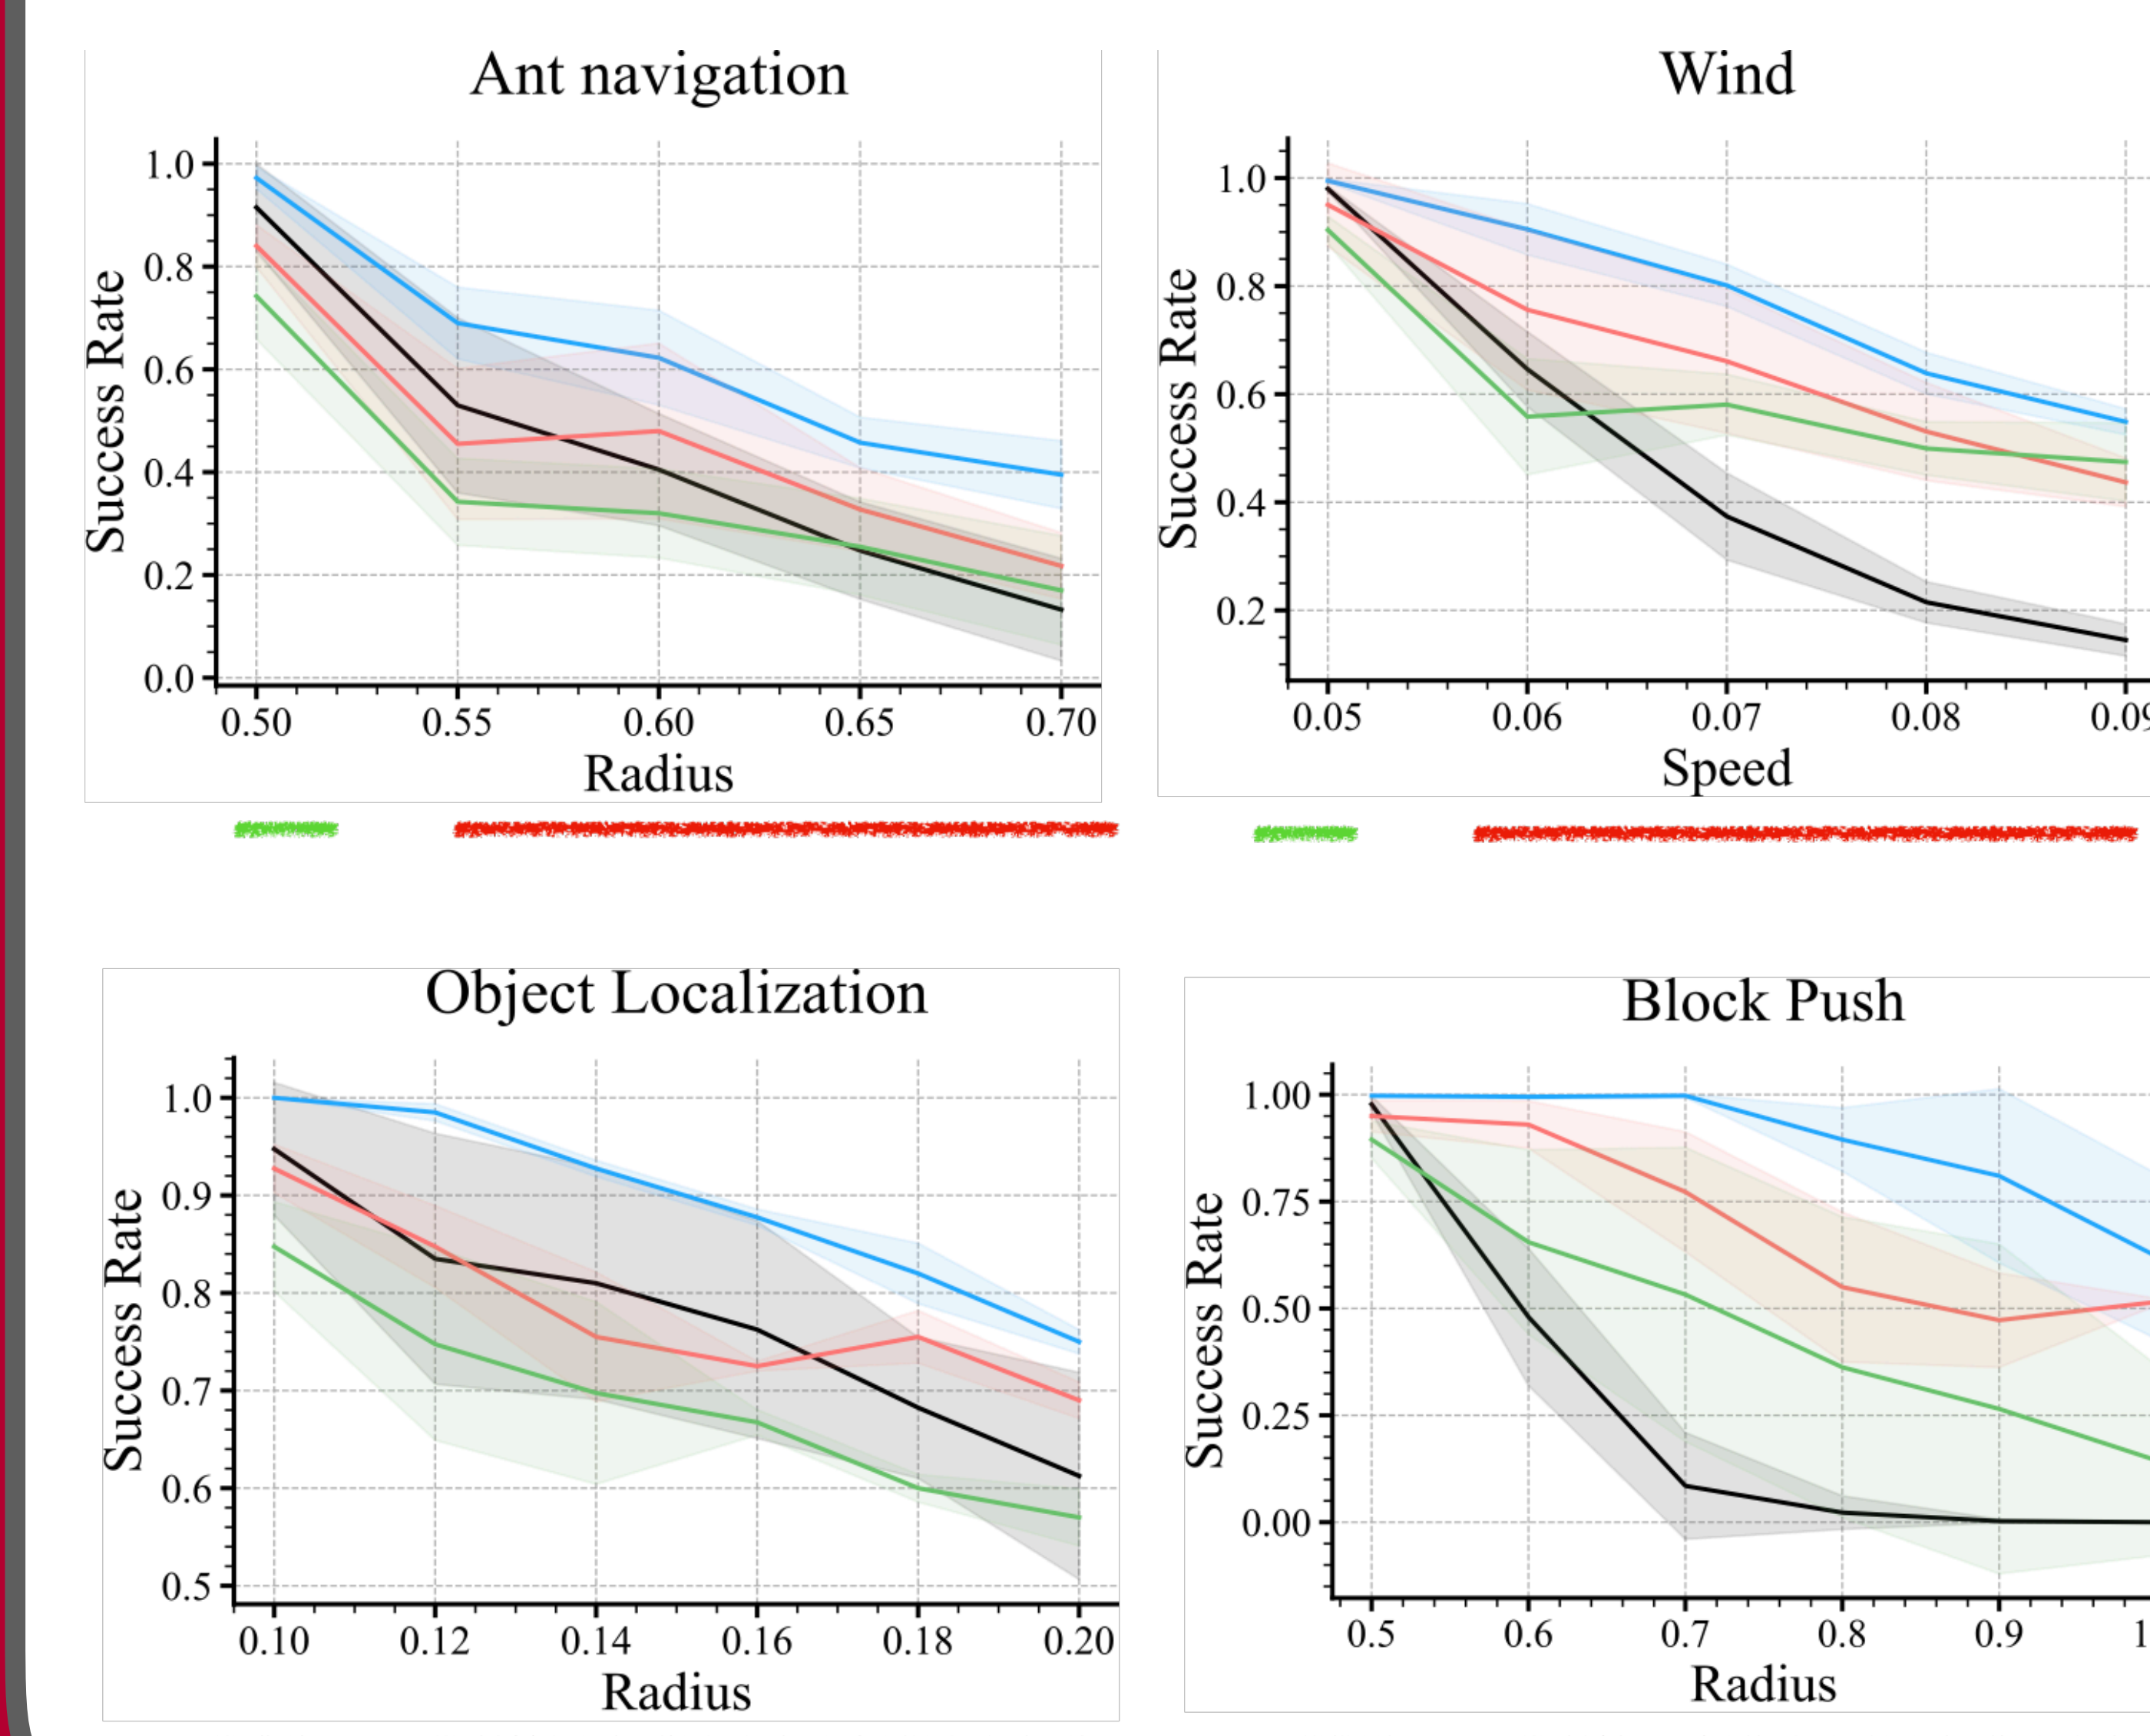 Ant navigation
Success Rate
1.0
0.8
0.6
0.4
0.2
0.0
0.50 0.55 0.60 0.65 0.70
Radius
Wind
Success Rate
1.0
0.8
0.6
0.4
0.2
0.05 0.06 0.07 0.08 0.09
Speed
Object Localization
Success Rate
1.0
0.9
0.8
0.7
0.6
0.5
0.10 0.12 0.14 0.16 0.18 0.20
Radius
Block Push
Success Rate
1.00
0.75
0.50
0.25
0.00
0.5 0.6 0.7 0.8 0.9
Radius